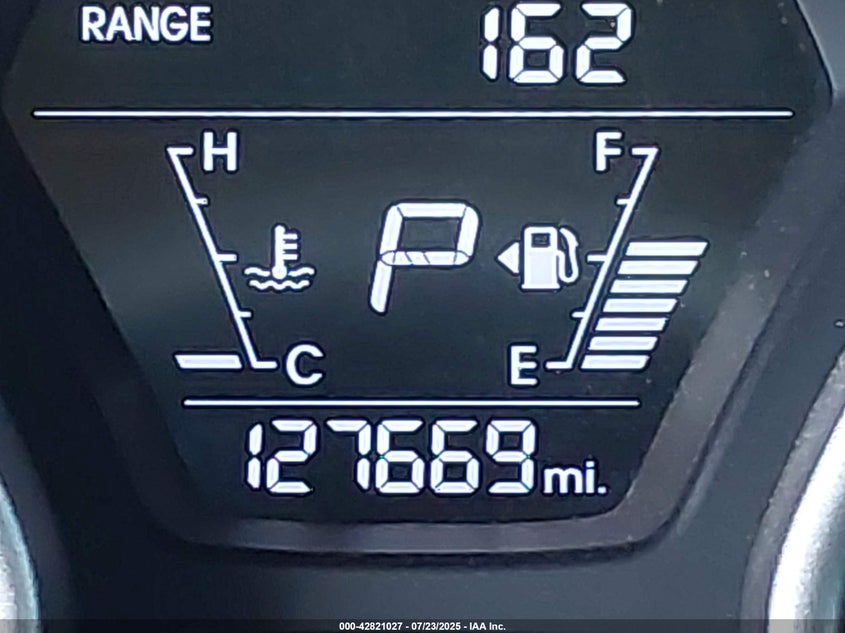 RANGE 162
H F
P
C E
127669 mi.
000-42821027 - 07/23/2025 - IAA Inc.